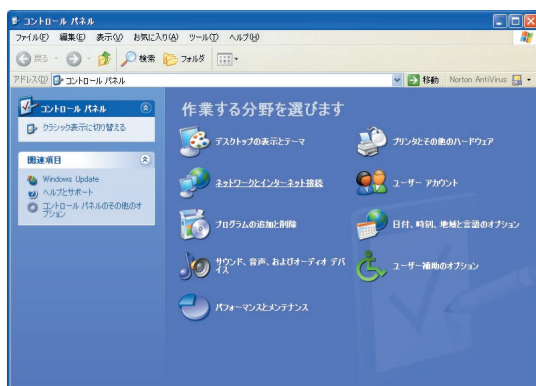 コントロール パネル
ファイル(F) 編集(E) 表示(V) お気に入り(A) ツール(T) ヘルプ(H)
戻る 検索 フォルダ
アドレス(D) コントロール パネル 移動 Norton AntiVirus
コントロール パネル
クラシック表示に切り替える
関連項目
Windows Update
ヘルプとサポート
コントロール パネルのその他のオ
プション
作業する分野を選びます
デスクトップの表示とテーマ
プリンタとその他のハードウェア
ネットワークとインターネット接続
ユーザー アカウント
プログラムの追加と削除
日付、時刻、地域と言語のオプション
サウンド、音声、およびオーディオ デバ
イス
ユーザー補助のオプション
パフォーマンスとメンテナンス